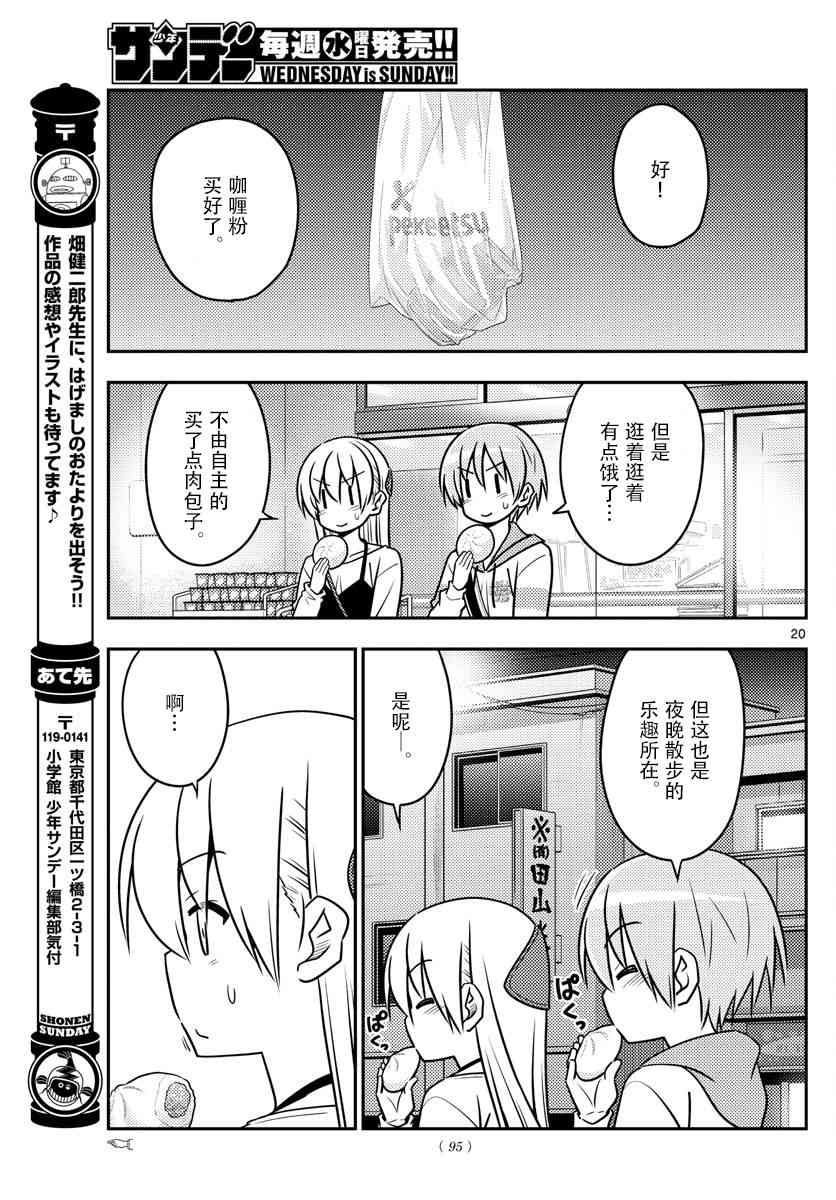 サンデー
少年
毎週水曜日発売!!
WEDNESDAY is SUNDAY!!
好!
咖喱粉
买好了。
pekeetsu
但是
逛着逛着
有点饿了…
不由自主的
买了点肉包子。
20
但这也是
夜晚散步的
乐趣所在。
是呢—。
※㈲田山
ぱくっ
ぱくっ
啊…
〒
畑健二郎先生に、はげましのおたよりを出そう!!
作品の感想やイラストも待ってます♪
あて先
〒
119-0141
東京都千代田区一ツ橋2-3-1
小学館 少年サンデー編集部気付
SHONEN
SUNDAY
(95)